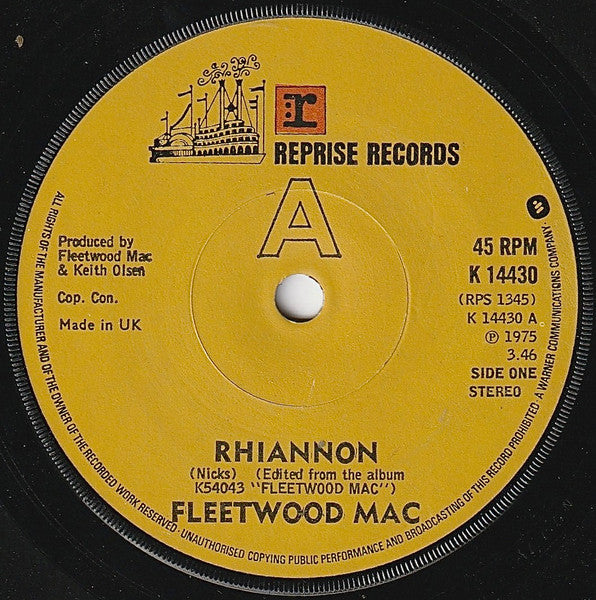 r
REPRISE RECORDS
A
Produced by
Fleetwood Mac
& Keith Olsen
Cop. Con.
Made in UK
45 RPM
K 14430
(RPS 1345)
K 14430 A
℗ 1975
3.46
SIDE ONE
STEREO
RHIANNON
(Nicks) (Edited from the album
K54043 "FLEETWOOD MAC")
FLEETWOOD MAC
ALL RIGHTS OF THE MANUFACTURER AND OF THE OWNER OF THE RECORDED WORK RESERVED · UNAUTHORISED COPYING PUBLIC PERFORMANCE AND BROADCASTING OF THIS RECORD PROHIBITED. A WARNER COMMUNICATIONS COMPANY